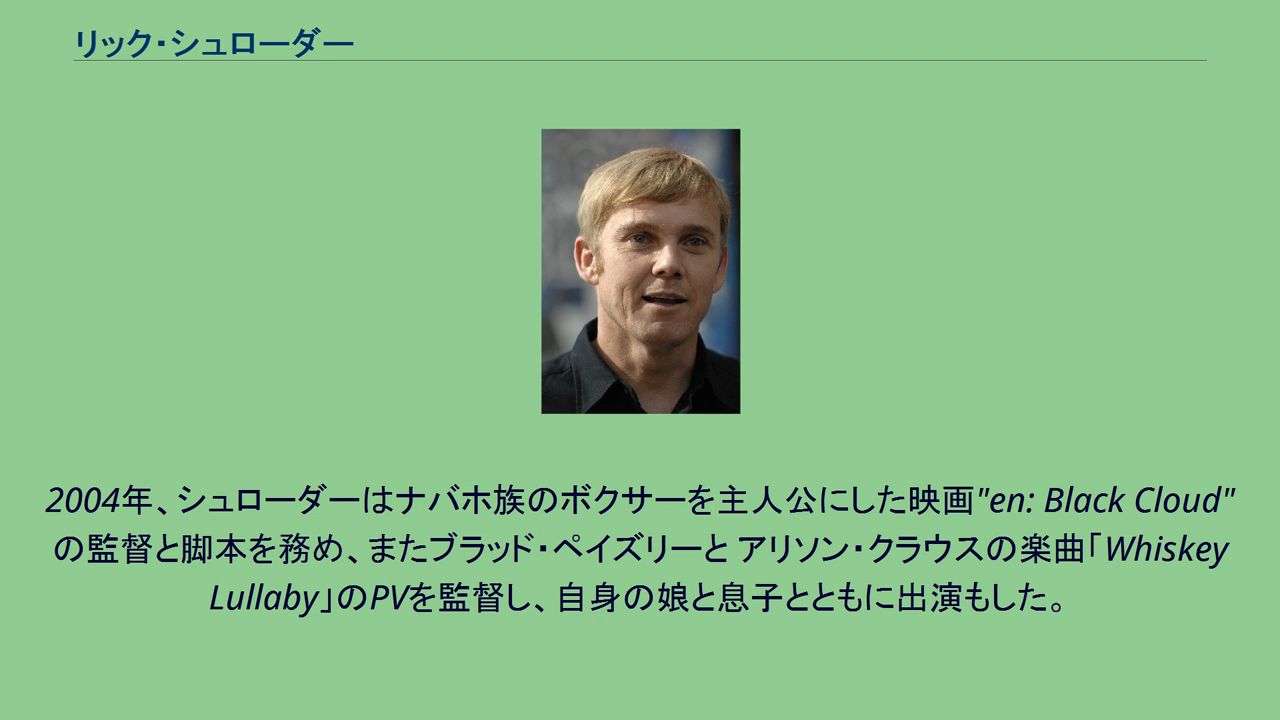 リック・シュローダー
2004年、シュローダーはナバホ族のボクサーを主人公にした映画"en: Black Cloud"
の監督と脚本を務め、またブラッド・ペイズリーと アリソン・クラウスの楽曲「Whiskey
Lullaby」のPVを監督し、自身の娘と息子とともに出演もした。